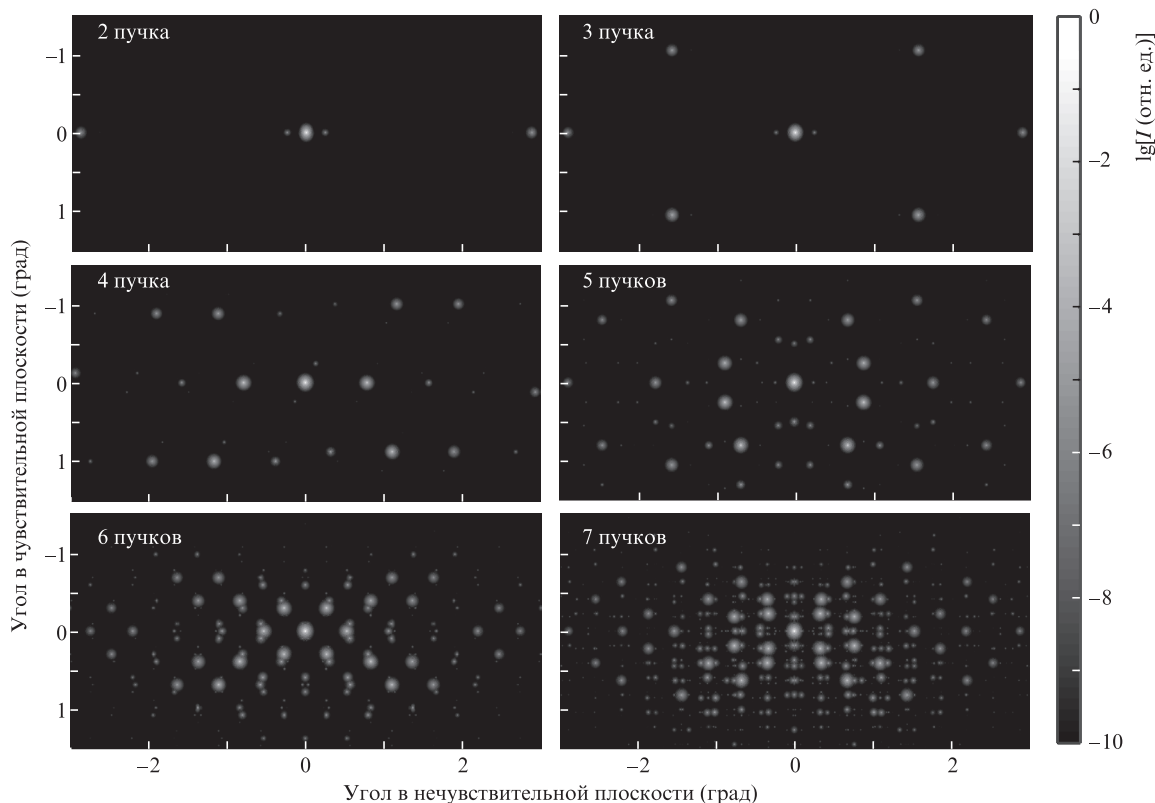 2 пучка
3 пучка
0
–1
0
1
–2
lg[I (отн. ед.)]
4 пучка
5 пучков
–4
–1
0
1
–6
Угол в чувствительной плоскости (град)
6 пучков
7 пучков
–1
0
1
–8
–10
–2
0
2
–2
0
2
Угол в нечувствительной плоскости (град)